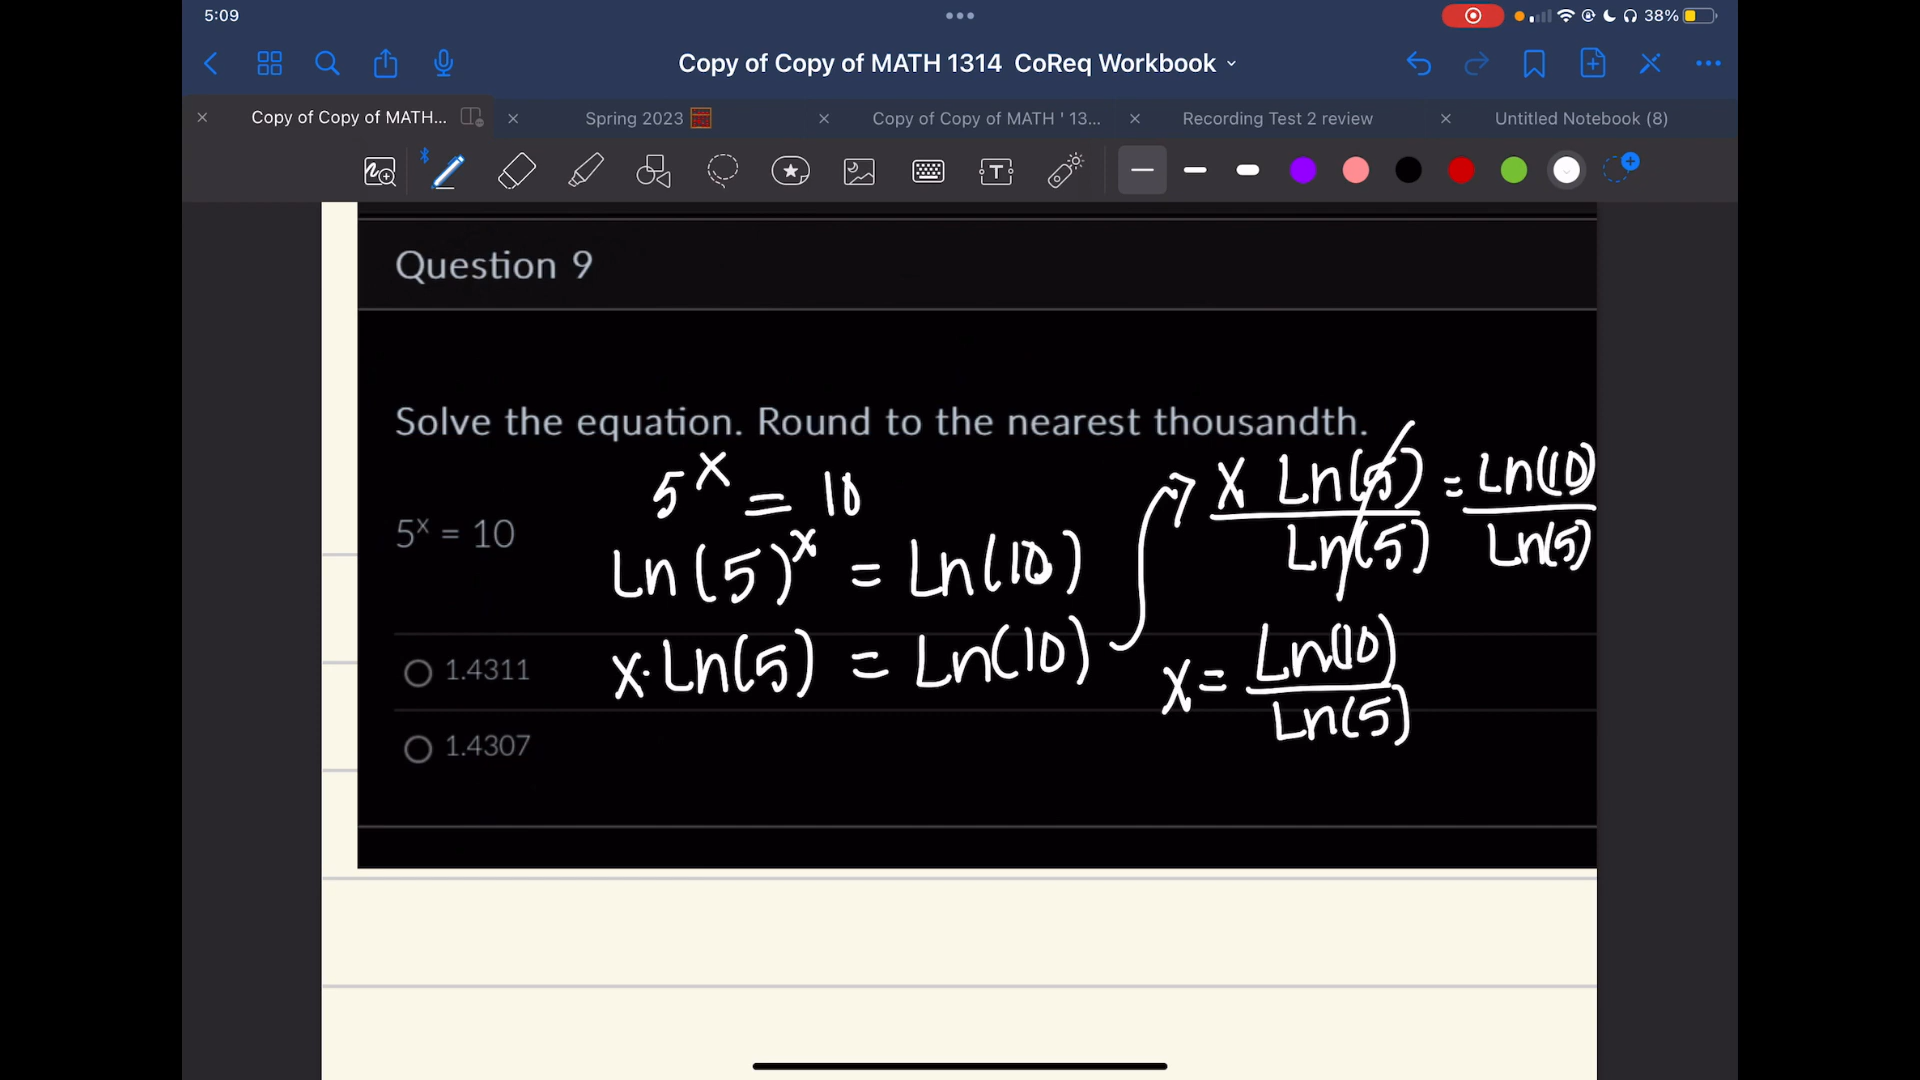 5:09
38%
Copy of Copy of MATH 1314 CoReq Workbook
Copy of Copy of MATH...
Spring 2023
Copy of Copy of MATH ' 13...
Recording Test 2 review
Untitled Notebook (8)
T
Question 9
Solve the equation. Round to the nearest thousandth.
5^x = 10
5ˣ = 10
Ln(5)^x = Ln(10)
x·Ln(5) = Ln(10)
x Ln(5) / Ln(5) = Ln(10) / Ln(5)
x = Ln(10) / Ln(5)
1.4311
1.4307